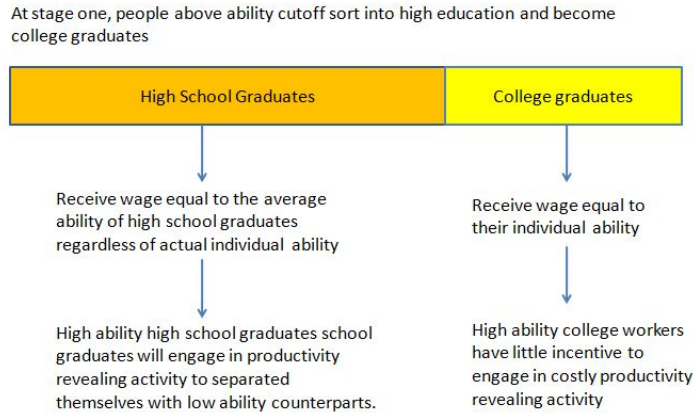 At stage one, people above ability cutoff sort into high education and become
college graduates
High School Graduates
College graduates
Receive wage equal to the average
ability of high school graduates
regardless of actual individual ability
Receive wage equal to
their individual ability
High ability high school graduates school
graduates will engage in productivity
revealing activity to separated
themselves with low ability counterparts.
High ability college workers
have little incentive to
engage in costly productivity
revealing activity